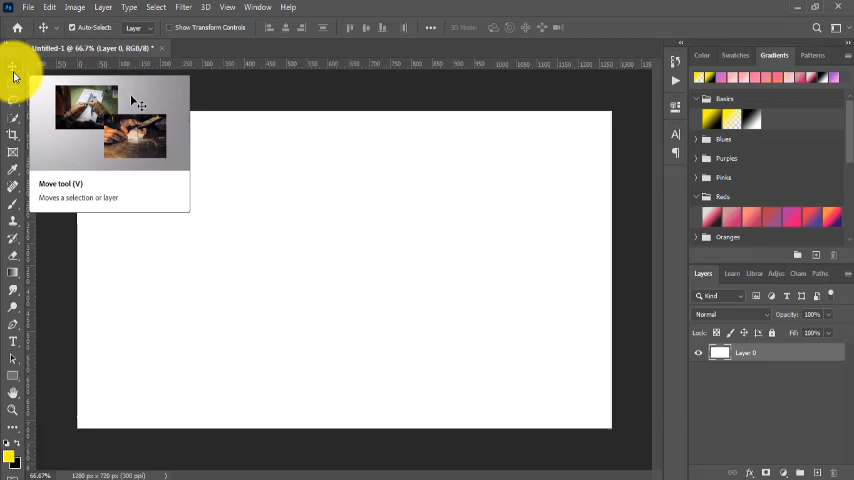 Ps File Edit Image Layer Type Select Filter 3D View Window Help
Auto-Select: Layer Show Transform Controls 3D Mode:
Untitled-1 @ 66.7% (Layer 0, RGB/8) *
Color Swatches Gradients Patterns
Basics
Blues
Purples
Pinks
Reds
Oranges
Move tool (V)
Moves a selection or layer
Layers Learn Librar Adjus Chan Paths
Kind
Normal Opacity: 100%
Lock: Fill: 100%
Layer 0
66.67% 1280 px x 720 px (300 ppi)